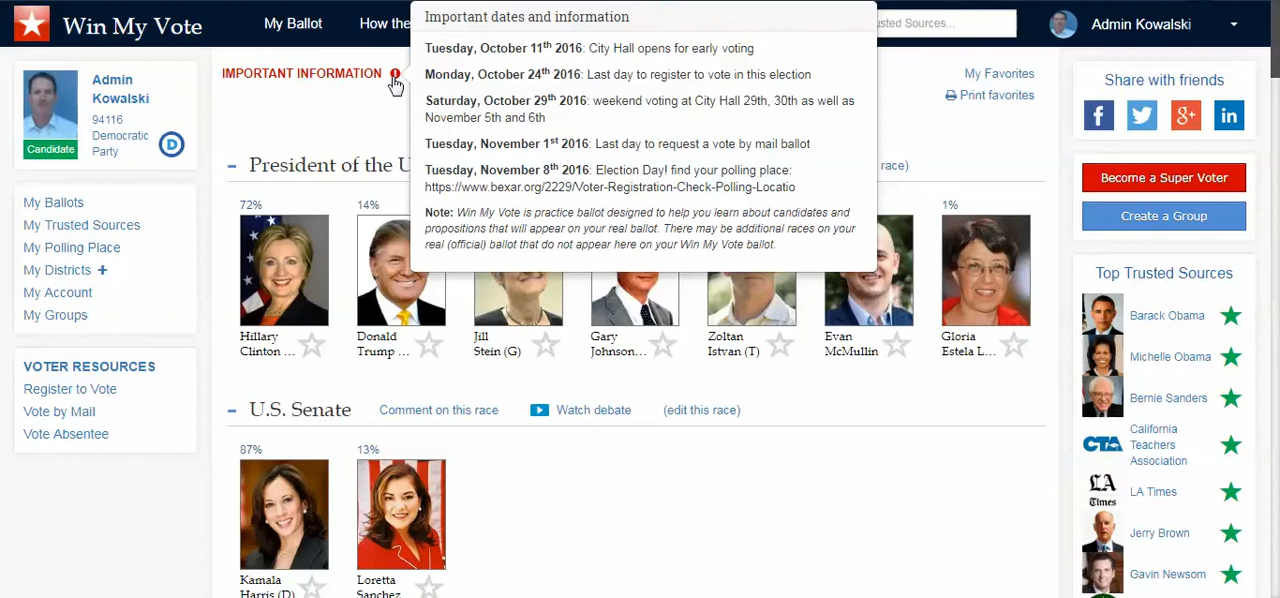 Win My Vote
My Ballot
How the
sted Sources...
Admin Kowalski
Important dates and information
Tuesday, October 11th 2016: City Hall opens for early voting
Monday, October 24th 2016: Last day to register to vote in this election
Saturday, October 29th 2016: weekend voting at City Hall 29th, 30th as well as
November 5th and 6th
Tuesday, November 1st 2016: Last day to request a vote by mail ballot
Tuesday, November 8th 2016: Election Day! find your polling place:
https://www.bexar.org/2229/Voter-Registration-Check-Polling-Locatio
Note: Win My Vote is practice ballot designed to help you learn about candidates and
propositions that will appear on your real ballot. There may be additional races on your
real (official) ballot that do not appear here on your Win My Vote ballot.
Admin
Kowalski
94116
Democratic
Party
D
Candidate
My Ballots
My Trusted Sources
My Polling Place
My Districts +
My Account
My Groups
VOTER RESOURCES
Register to Vote
Vote by Mail
Vote Absentee
IMPORTANT INFORMATION
My Favorites
Print favorites
President of the U
race)
72%
14%
1%
Hillary
Clinton ...
Donald
Trump ...
Jill
Stein (G)
Gary
Johnson...
Zoltan
Istvan (T)
Evan
McMullin
Gloria
Estela L...
U.S. Senate
Comment on this race
Watch debate
(edit this race)
87%
13%
Kamala
Harris (D)
Loretta
Sanchez
Share with friends
f
g+
in
Become a Super Voter
Create a Group
Top Trusted Sources
Barack Obama
Michelle Obama
Bernie Sanders
CTA
California
Teachers
Association
LA
Times
LA Times
Jerry Brown
Gavin Newsom